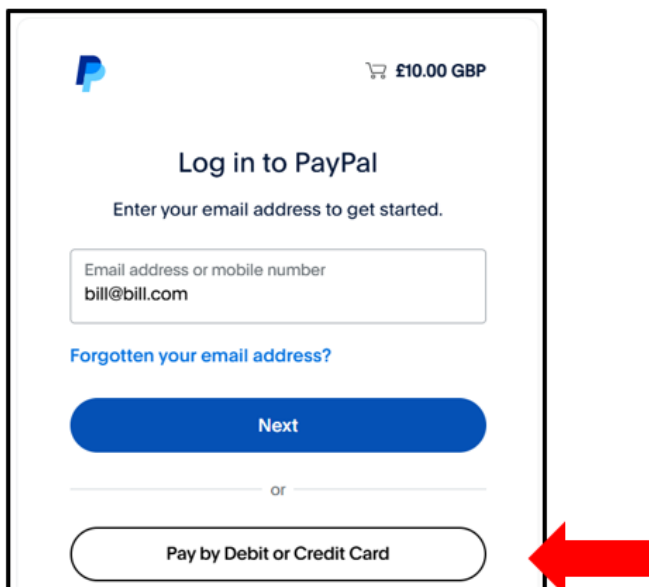 £10.00 GBP
Log in to PayPal
Enter your email address to get started.
Email address or mobile number
bill@bill.com
Forgotten your email address?
Next
or
Pay by Debit or Credit Card